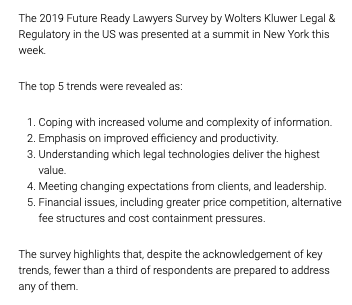 The 2019 Future Ready Lawyers Survey by Wolters Kluwer Legal &
Regulatory in the US was presented at a summit in New York this
week.
The top 5 trends were revealed as:
1. Coping with increased volume and complexity of information.
2. Emphasis on improved efficiency and productivity.
3. Understanding which legal technologies deliver the highest
value.
4. Meeting changing expectations from clients, and leadership.
5. Financial issues, including greater price competition, alternative
fee structures and cost containment pressures.
The survey highlights that, despite the acknowledgement of key
trends, fewer than a third of respondents are prepared to address
any of them.